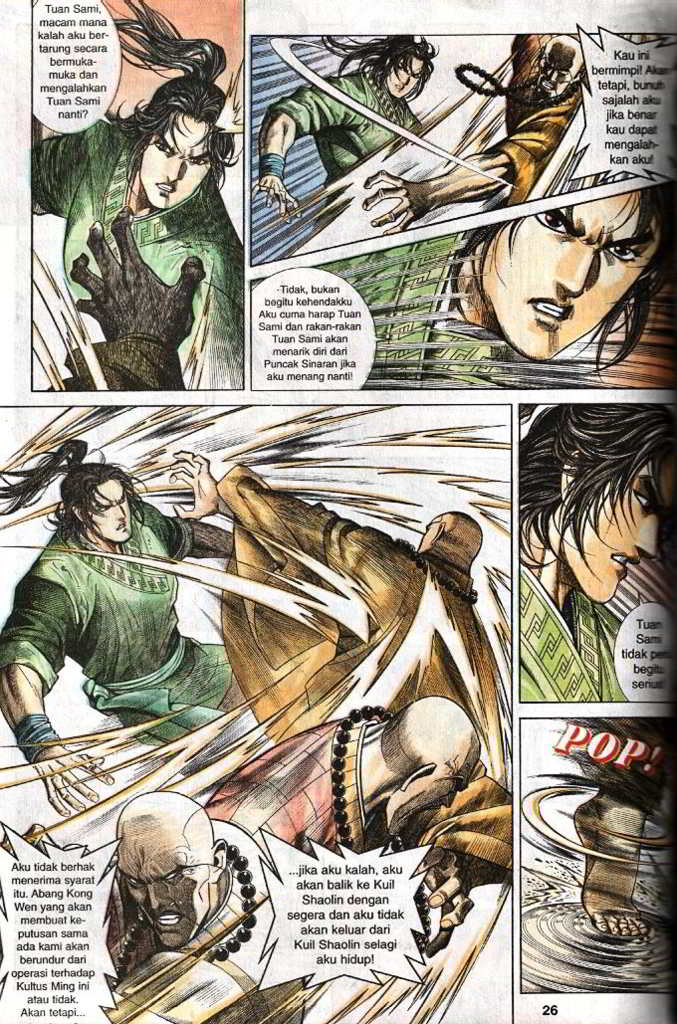 Tuan Sami,
macam mana
kalah aku ber-
tarung secara
bermuka-
muka dan
mengalahkan
Tuan Sami
nanti?
Kau ini
bermimpi! Akan
tetapi, bunuh
sajalah aku
jika benar
kau dapat
mengalah-
kan aku!
-Tidak, bukan
begitu kehendakku
Aku cuma harap Tuan
Sami dan rakan-rakan
Tuan Sami akan
menarik diri dari
Puncak Sinaran jika
aku menang nanti!
Tuan
Sami
tidak
begitu
serius!
POP!
Aku tidak berhak
menerima syarat
itu. Abang Kong
Wen yang akan
membuat ke-
putusan sama
ada kami akan
berundur dari
operasi terhadap
Kultus Ming ini
atau tidak.
Akan tetapi...
...jika aku kalah, aku
akan balik ke Kuil
Shaolin dengan
segera dan aku tidak
akan keluar dari
Kuil Shaolin selagi
aku hidup!
26